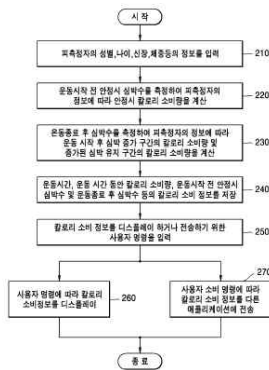 시 작
피측정자의 성별,나이,신장,체중등의 정보를 입력
210
운동시작 전 안정시 심박수를 측정하여 피측정자의
정보에 따라 안정시 칼로리 소비량을 계산
220
운동종료 후 심박수를 측정하여 피측정자의 정보에 따라
운동 시작 후 심박 증가 구간의 칼로리 소비량 및
증가된 심박 유지 구간의 칼로리 소비량을 계산
230
운동시간, 운동 시간 동안 칼로리 소비량, 운동시작 전 안정시
심박수 및 운동종료 후 심박수 등의 칼로리 소비 정보를 저장
240
칼로리 소비 정보를 디스플레이 하거나 전송하기 위한
사용자 명령을 입력
250
사용자 명령에 따라 칼로리
소비정보를 디스플레이
260
270
사용자 소비 명령에 따라
칼로리 소비 정보를 다른
애플리케이션에 전송
종 료